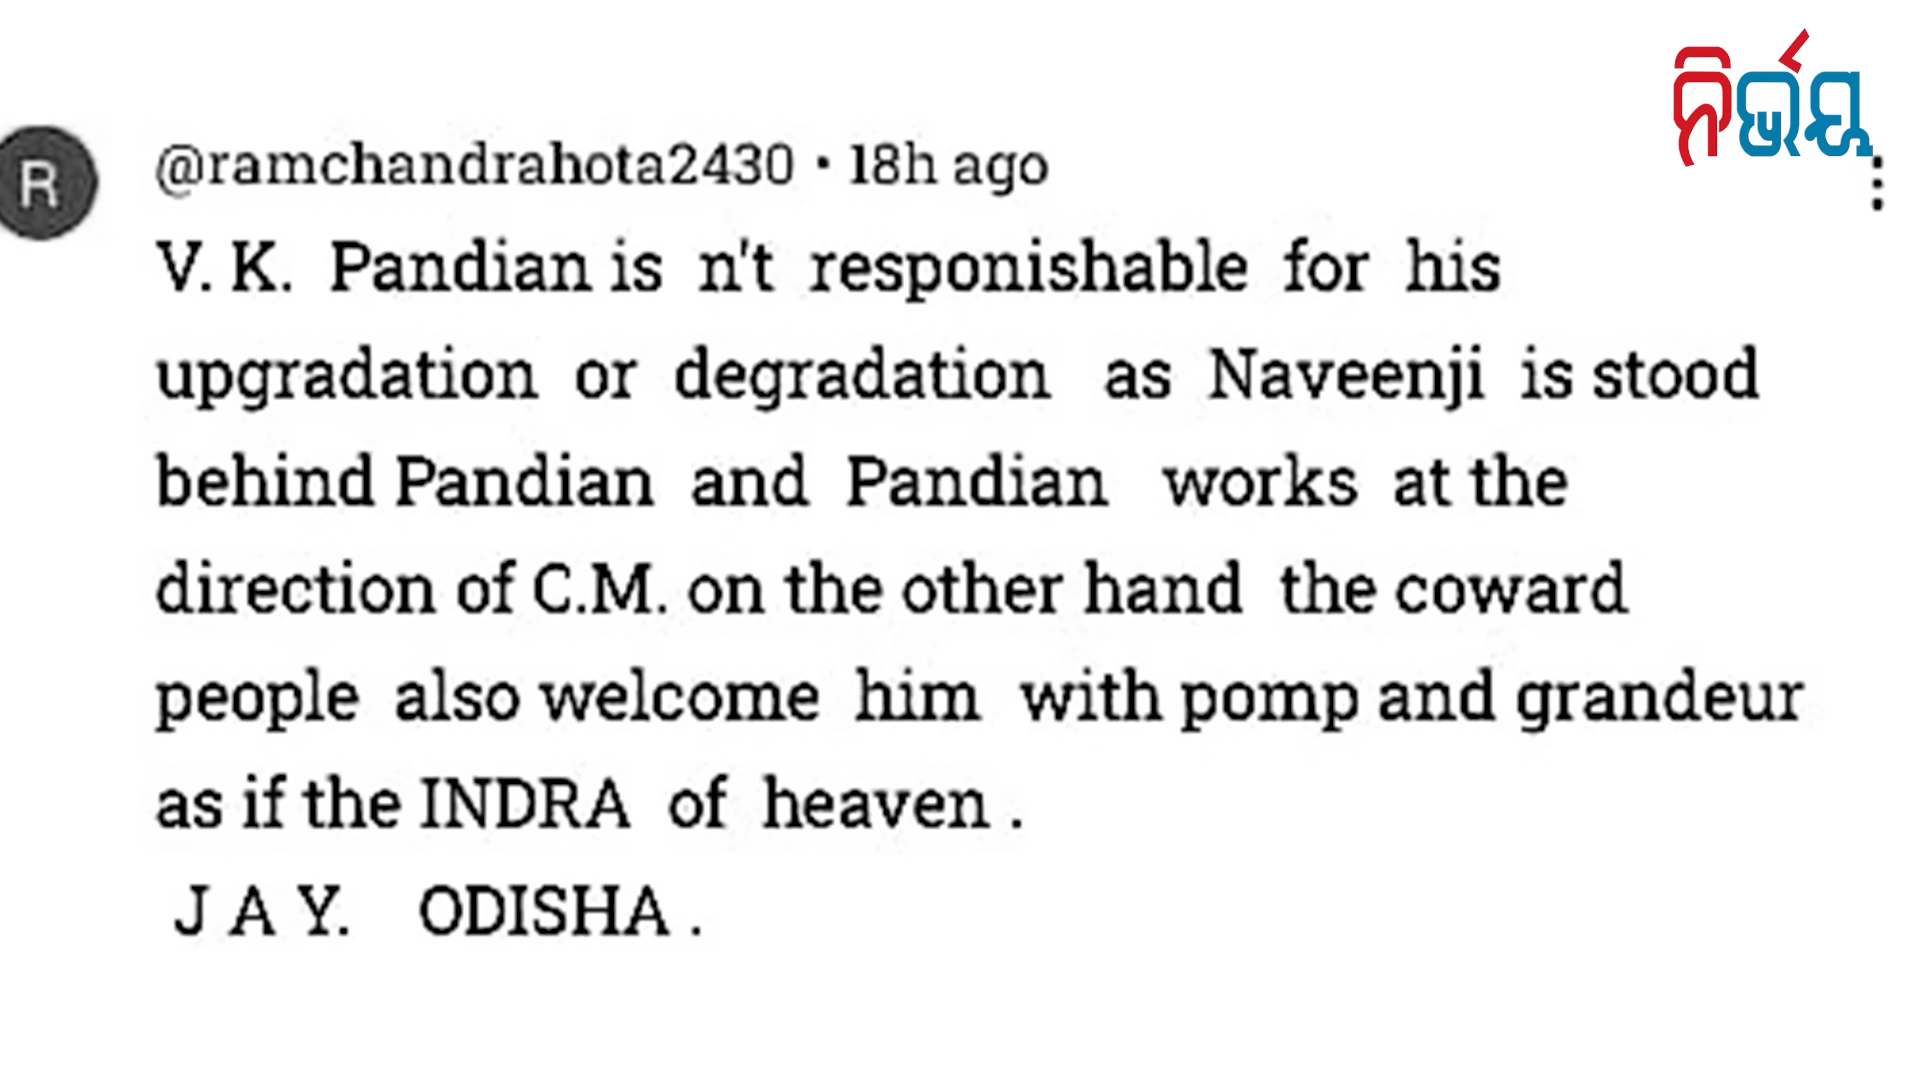 ନିର୍ଭୟ
R
@ramchandrahota2430 • 18h ago
V. K. Pandian is n't responishable for his
upgradation or degradation as Naveenji is stood
behind Pandian and Pandian works at the
direction of C.M. on the other hand the coward
people also welcome him with pomp and grandeur
as if the INDRA of heaven .
J A Y. ODISHA .